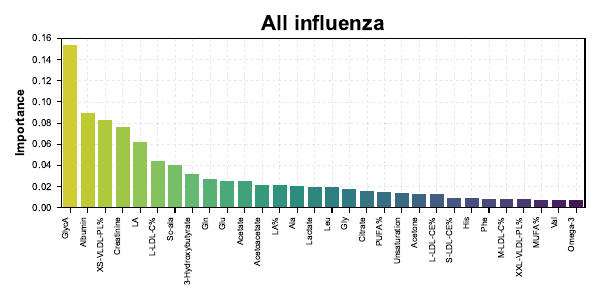 All influenza
Importance
0.16
0.14
0.12
0.10
0.08
0.06
0.04
0.02
0.00
GlycA
Albumin
XS-VLDL-PL%
Creatinine
LA
L-LDL-C%
Sc-ala
3-Hydroxybutyrate
Gln
Glu
Acetate
Acetoacetate
LA%
Ala
Lactate
Leu
Gly
Citrate
PUFA%
Unsaturation
Acetone
L-LDL-CE%
S-LDL-CE%
His
Phe
M-LDL-C%
XXL-VLDL-PL%
MUFA%
Val
Omega-3